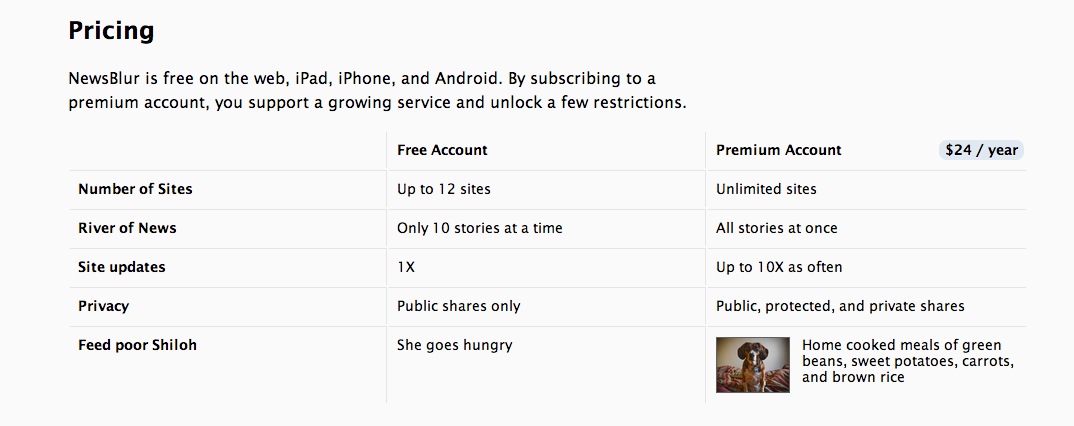 Pricing
NewsBlur is free on the web, iPad, iPhone, and Android. By subscribing to a
premium account, you support a growing service and unlock a few restrictions.
Free Account
Premium Account
$24 / year
Number of Sites
Up to 12 sites
Unlimited sites
River of News
Only 10 stories at a time
All stories at once
Site updates
1X
Up to 10X as often
Privacy
Public shares only
Public, protected, and private shares
Feed poor Shiloh
She goes hungry
Home cooked meals of green
beans, sweet potatoes, carrots,
and brown rice